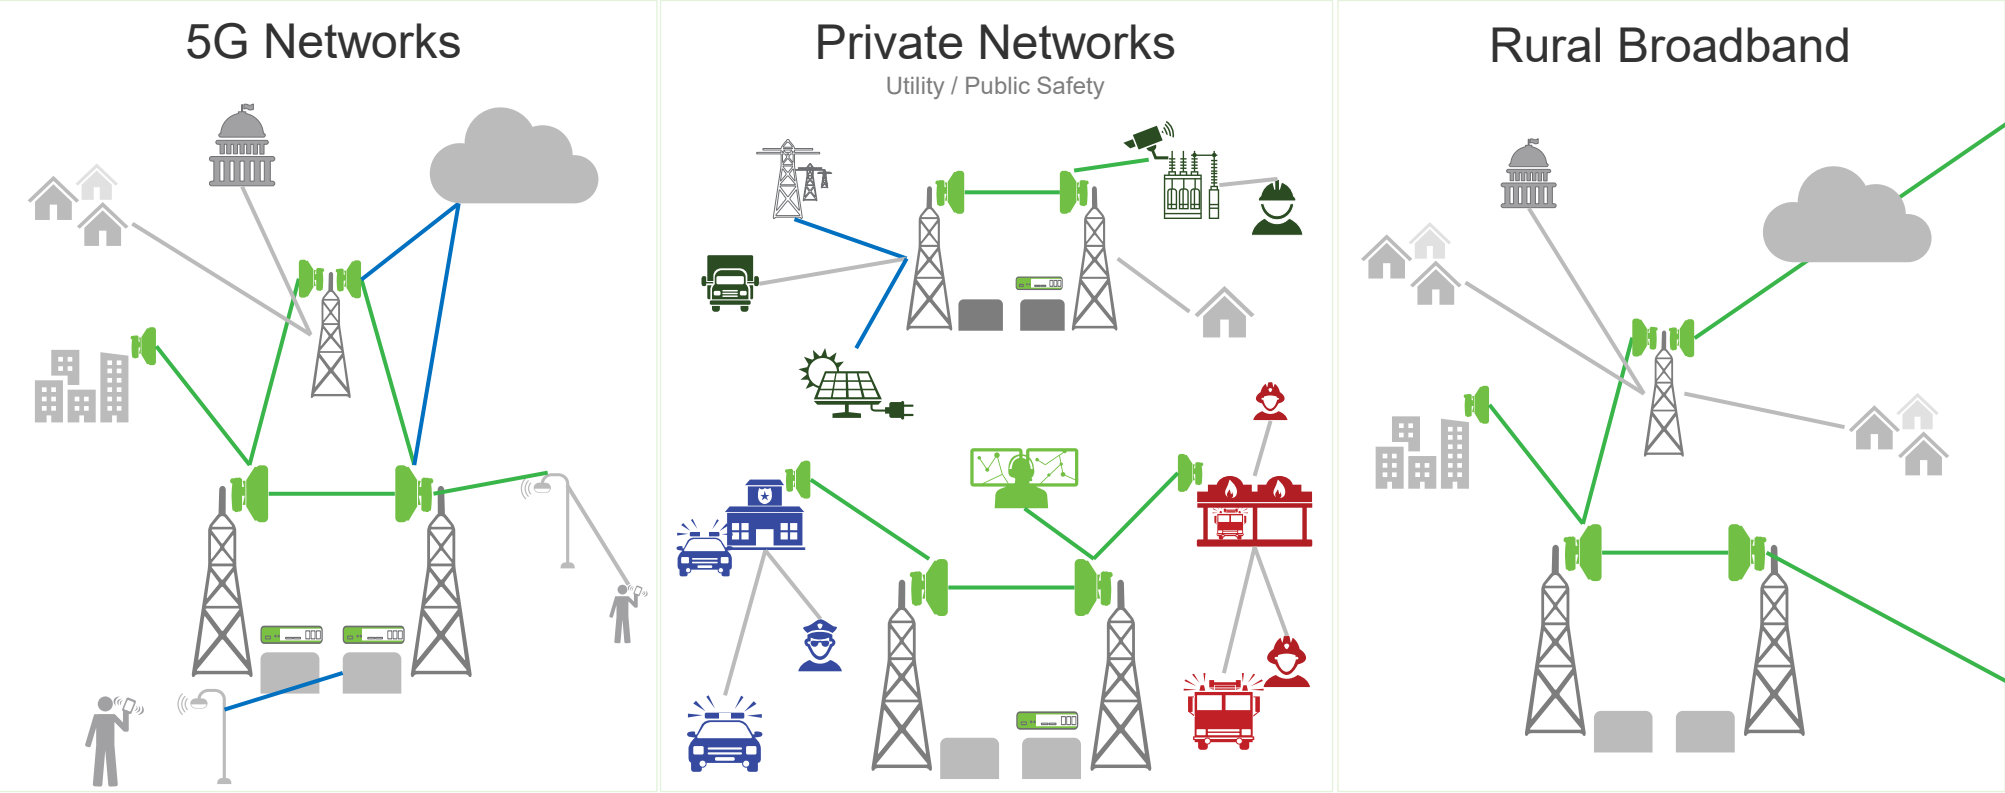 5G Networks
Private Networks
Utility / Public Safety
Rural Broadband